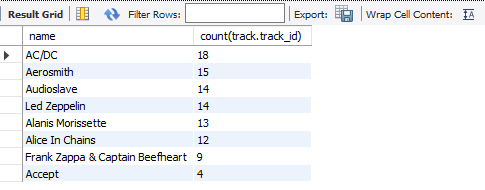 Result Grid Filter Rows: Export: Wrap Cell Content:
name count(track.track_id)
AC/DC 18
Aerosmith 15
Audioslave 14
Led Zeppelin 14
Alanis Morissette 13
Alice In Chains 12
Frank Zappa & Captain Beefheart 9
Accept 4